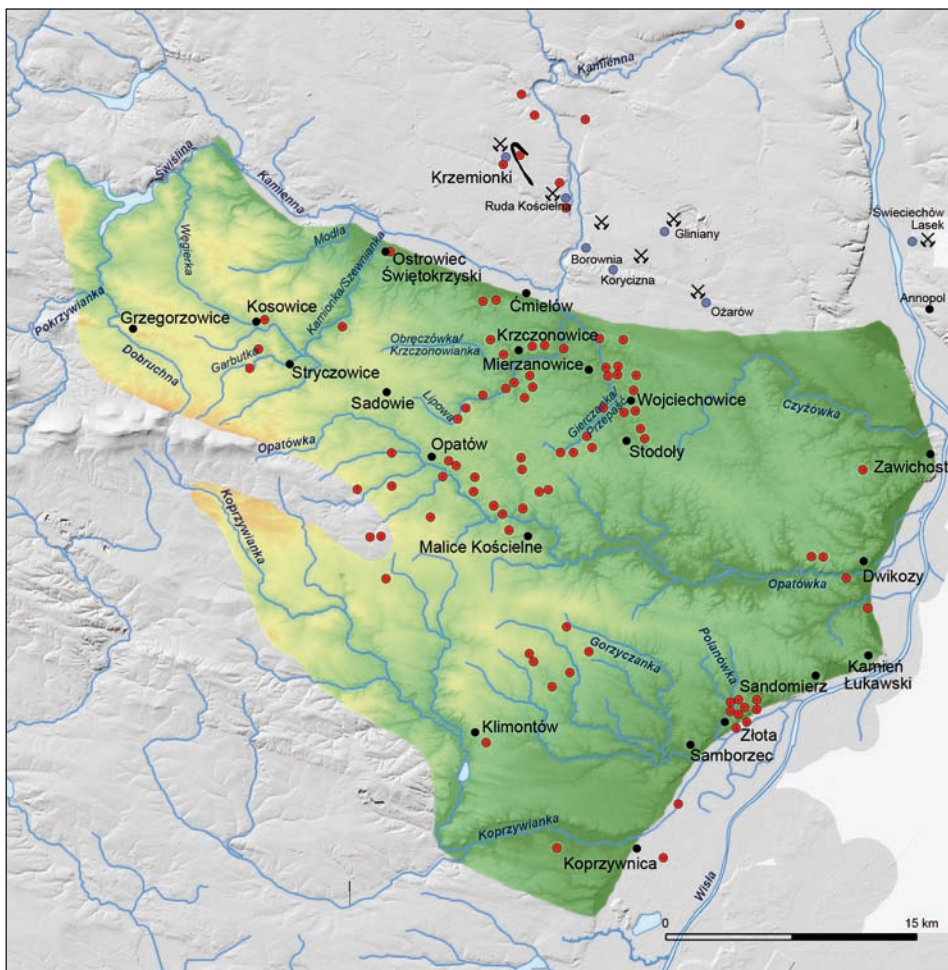 Kamienna
Krzemionki
Ruda Kościelna
Świeciechów
Lasek
Gliniany
Borownia
Korycizna
Świślina
Kamienna
Ożarów
Annopol
Węgierka
Modła
Kamionka/Szewnianka
Ostrowiec
Świętokrzyski
Ćmielów
Pokrzywianka
Grzegorzowice
Kosowice
Obręczówka/
Krzczonowianka
Krzczonowice
Mierzanowice
Dobruchna
Garbutka
Stryczowice
Sadowie
Lipowa
Gierczanka/
Przepaść
Wojciechowice
Czyżówka
Opatówka
Opatów
Stodoły
Zawichost
Koprzywianka
Malice Kościelne
Opatówka
Dwikozy
Gorzyczanka
Polanówka
Kamień
Łukawski
Sandomierz
Klimontów
Złota
Samborzec
Koprzywianka
Koprzywnica
Wisła
0 15 km